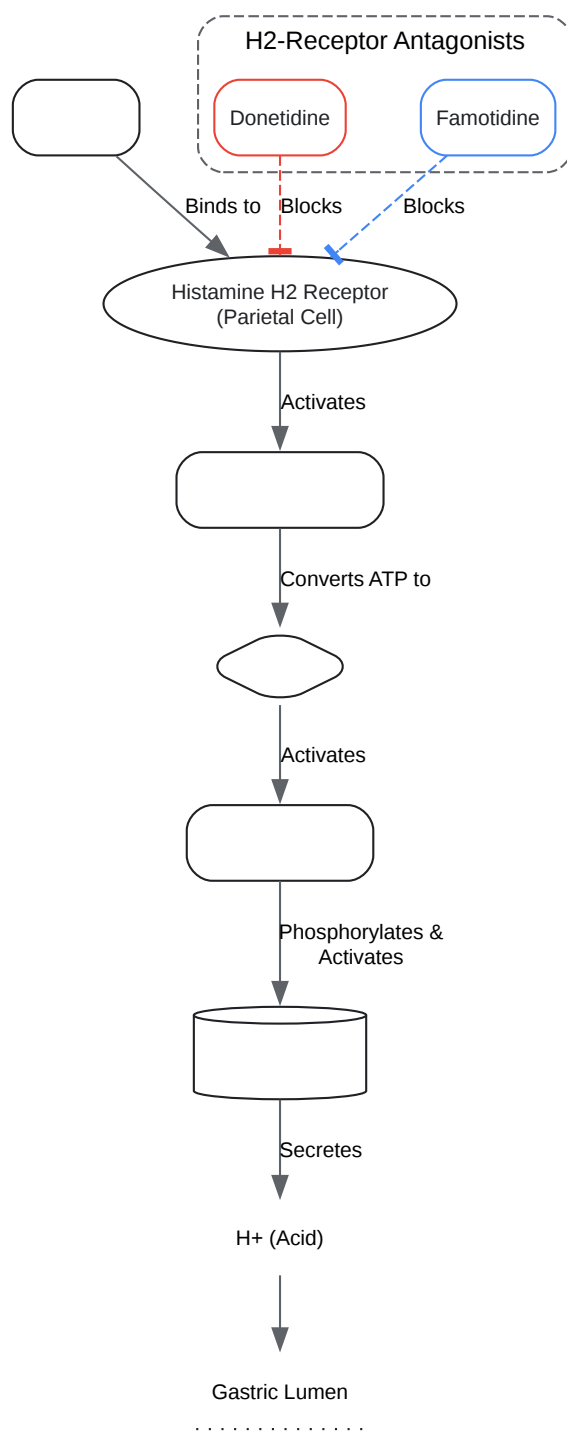 H2-Receptor Antagonists
Donetidine
Famotidine
Binds to
Blocks
Blocks
Histamine H2 Receptor
(Parietal Cell)
Activates
Converts ATP to
Activates
Phosphorylates &
Activates
Secretes
H+ (Acid)
Gastric Lumen